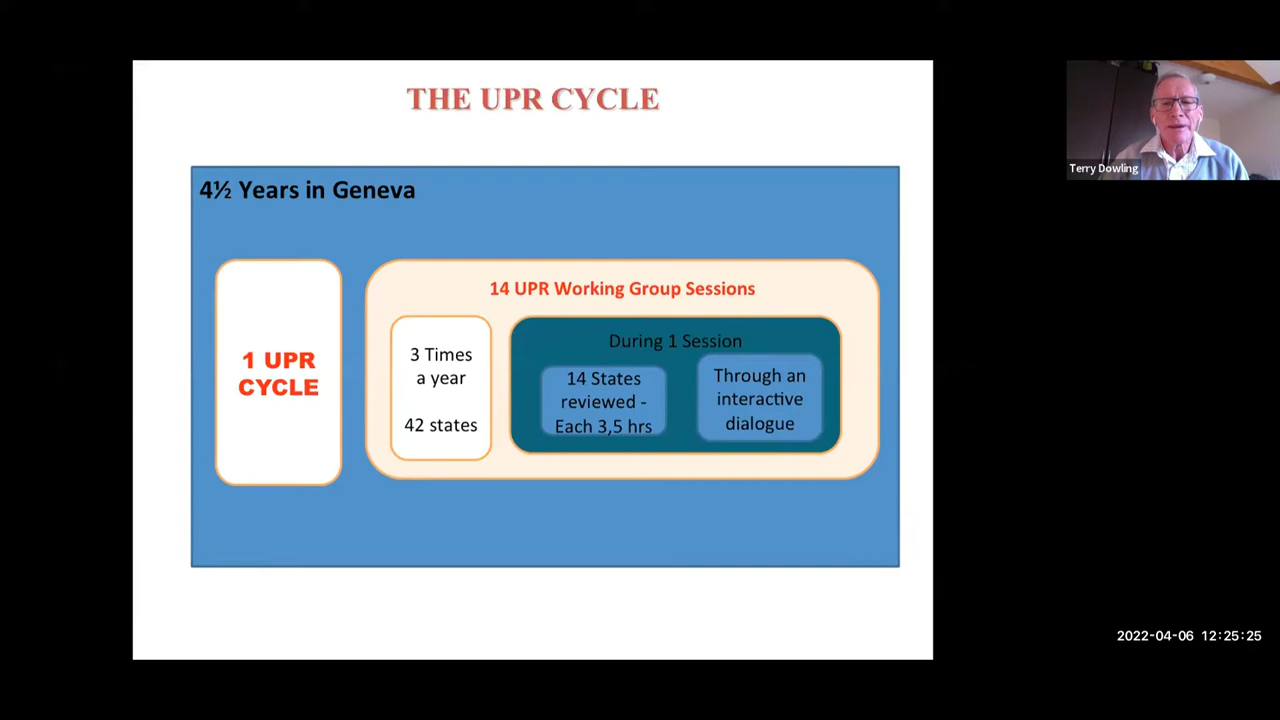 THE UPR CYCLE
4½ Years in Geneva
1 UPR
CYCLE
14 UPR Working Group Sessions
3 Times
a year
42 states
During 1 Session
14 States
reviewed -
Each 3,5 hrs
Through an
interactive
dialogue
Terry Dowling
2022-04-06 12:25:25